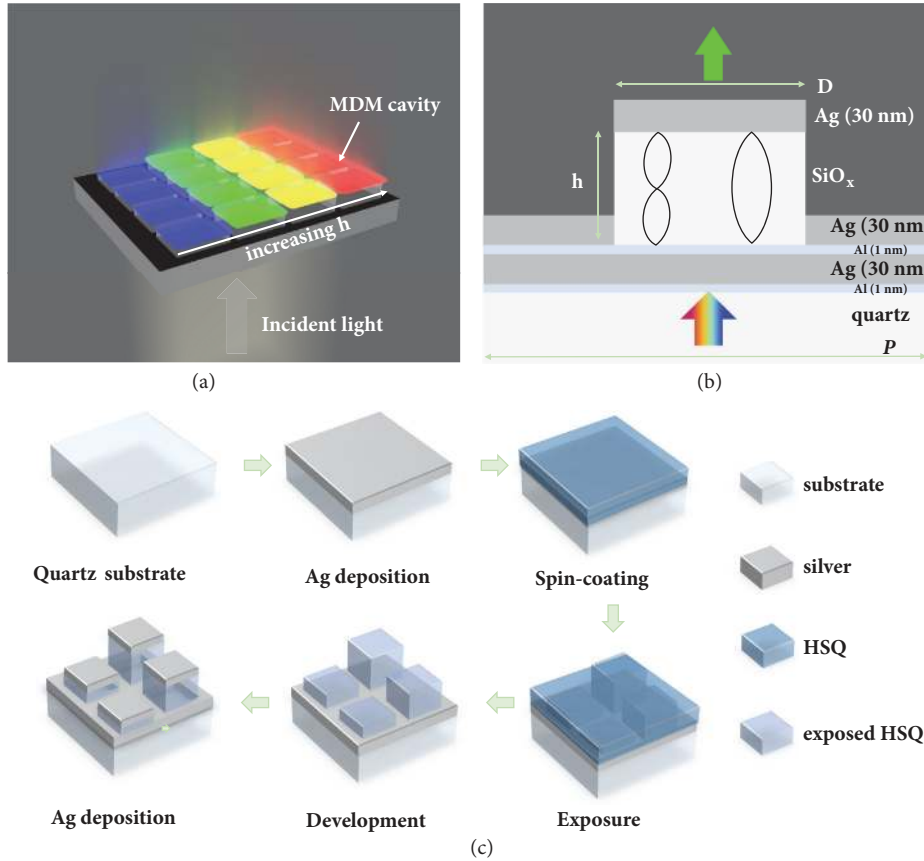 MDM cavity
increasing h
Incident light
(a)
D
Ag (30 nm)
h
SiOx
Ag (30 nm
Al (1 nm)
Ag (30 nm
Al (1 nm)
quartz
P
(b)
Quartz substrate
Ag deposition
Spin-coating
substrate
silver
HSQ
exposed HSQ
Ag deposition
Development
Exposure
(c)